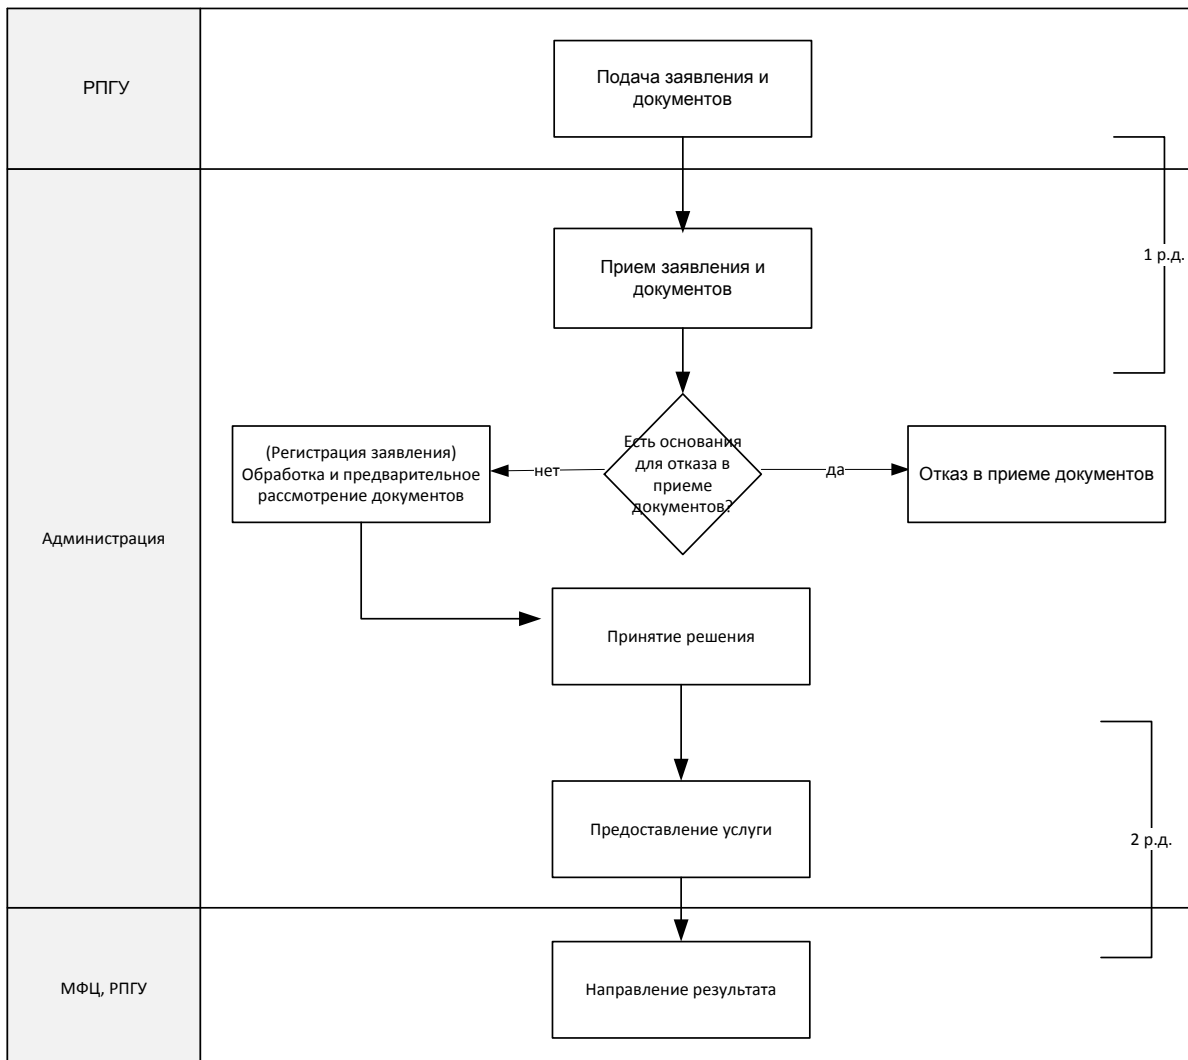 РПГУ
Подача заявления и
документов
Прием заявления и
документов
1 р.д.
Администрация
(Регистрация заявления)
Обработка и предварительное
рассмотрение документов
нет
Есть основания
для отказа в
приеме
документов?
да
Отказ в приеме документов
Принятие решения
Предоставление услуги
2 р.д.
МФЦ, РПГУ
Направление результата